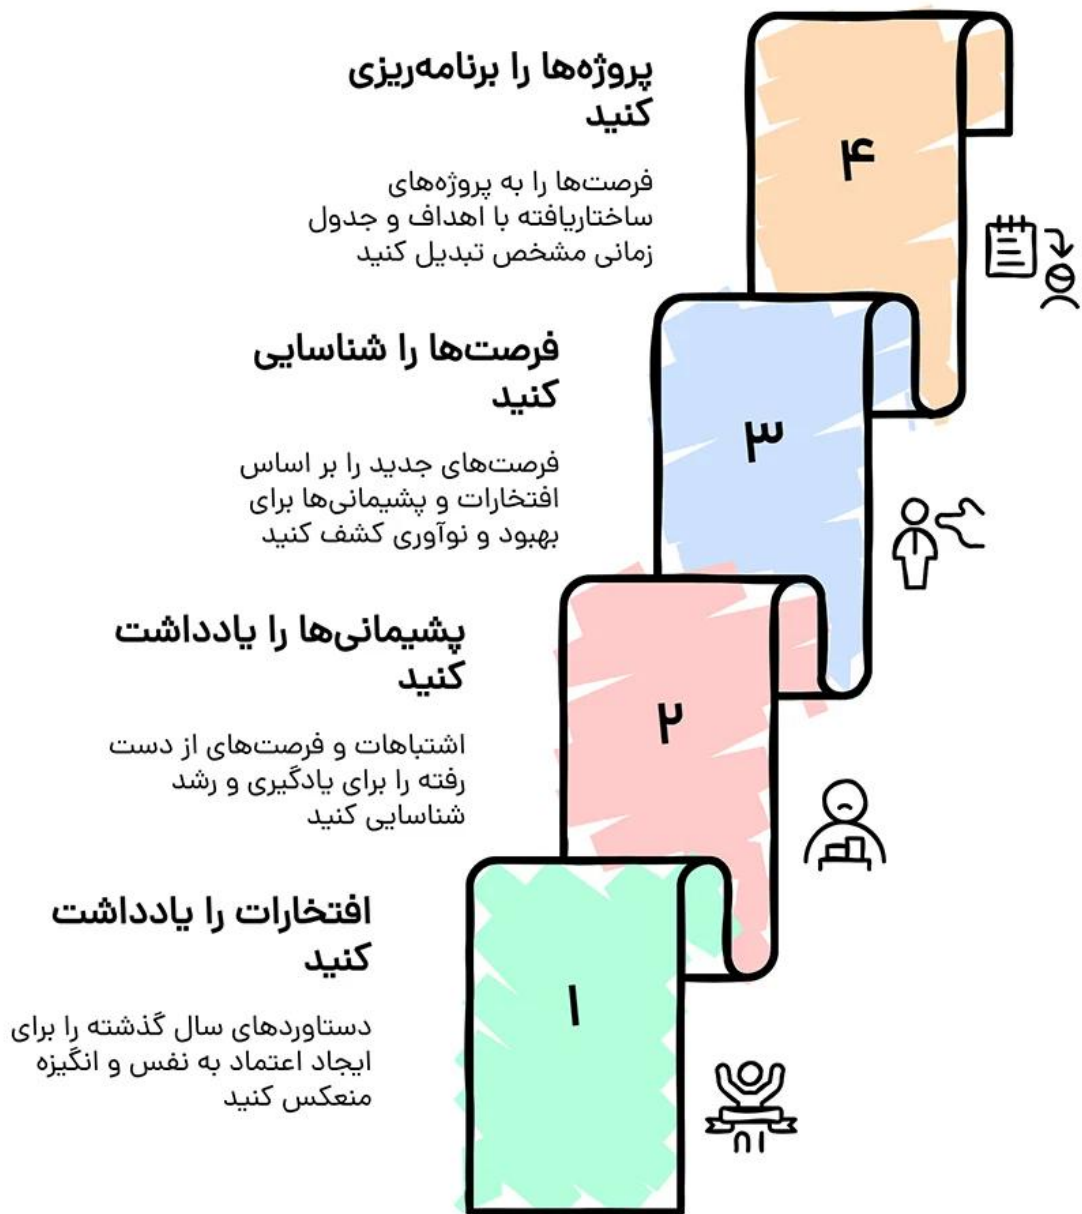 پروژه‌ها را برنامه‌ریزی
کنید
فرصت‌ها را به پروژه‌های
ساختاریافته با اهداف و جدول
زمانی مشخص تبدیل کنید
۴
فرصت‌ها را شناسایی
کنید
فرصت‌های جدید را بر اساس
افتخارات و پشیمانی‌ها برای
بهبود و نوآوری کشف کنید
۳
پشیمانی‌ها را یادداشت
کنید
اشتباهات و فرصت‌های از دست
رفته را برای یادگیری و رشد
شناسایی کنید
۲
افتخارات را یادداشت
کنید
دستاوردهای سال گذشته را برای
ایجاد اعتماد به نفس و انگیزه
منعکس کنید
۱